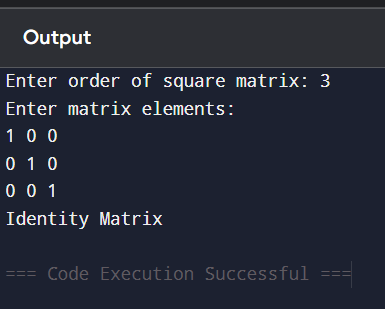 Output
Enter order of square matrix: 3
Enter matrix elements:
1 0 0
0 1 0
0 0 1
Identity Matrix
=== Code Execution Successful ===